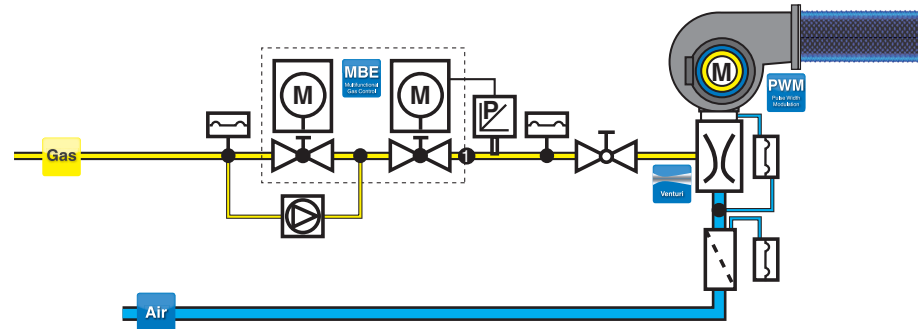 M
M
MBE
Multifunctional
Gas Control
P
1
Gas
M
PWM
Pulse Width
Modulation
Venturi
Air